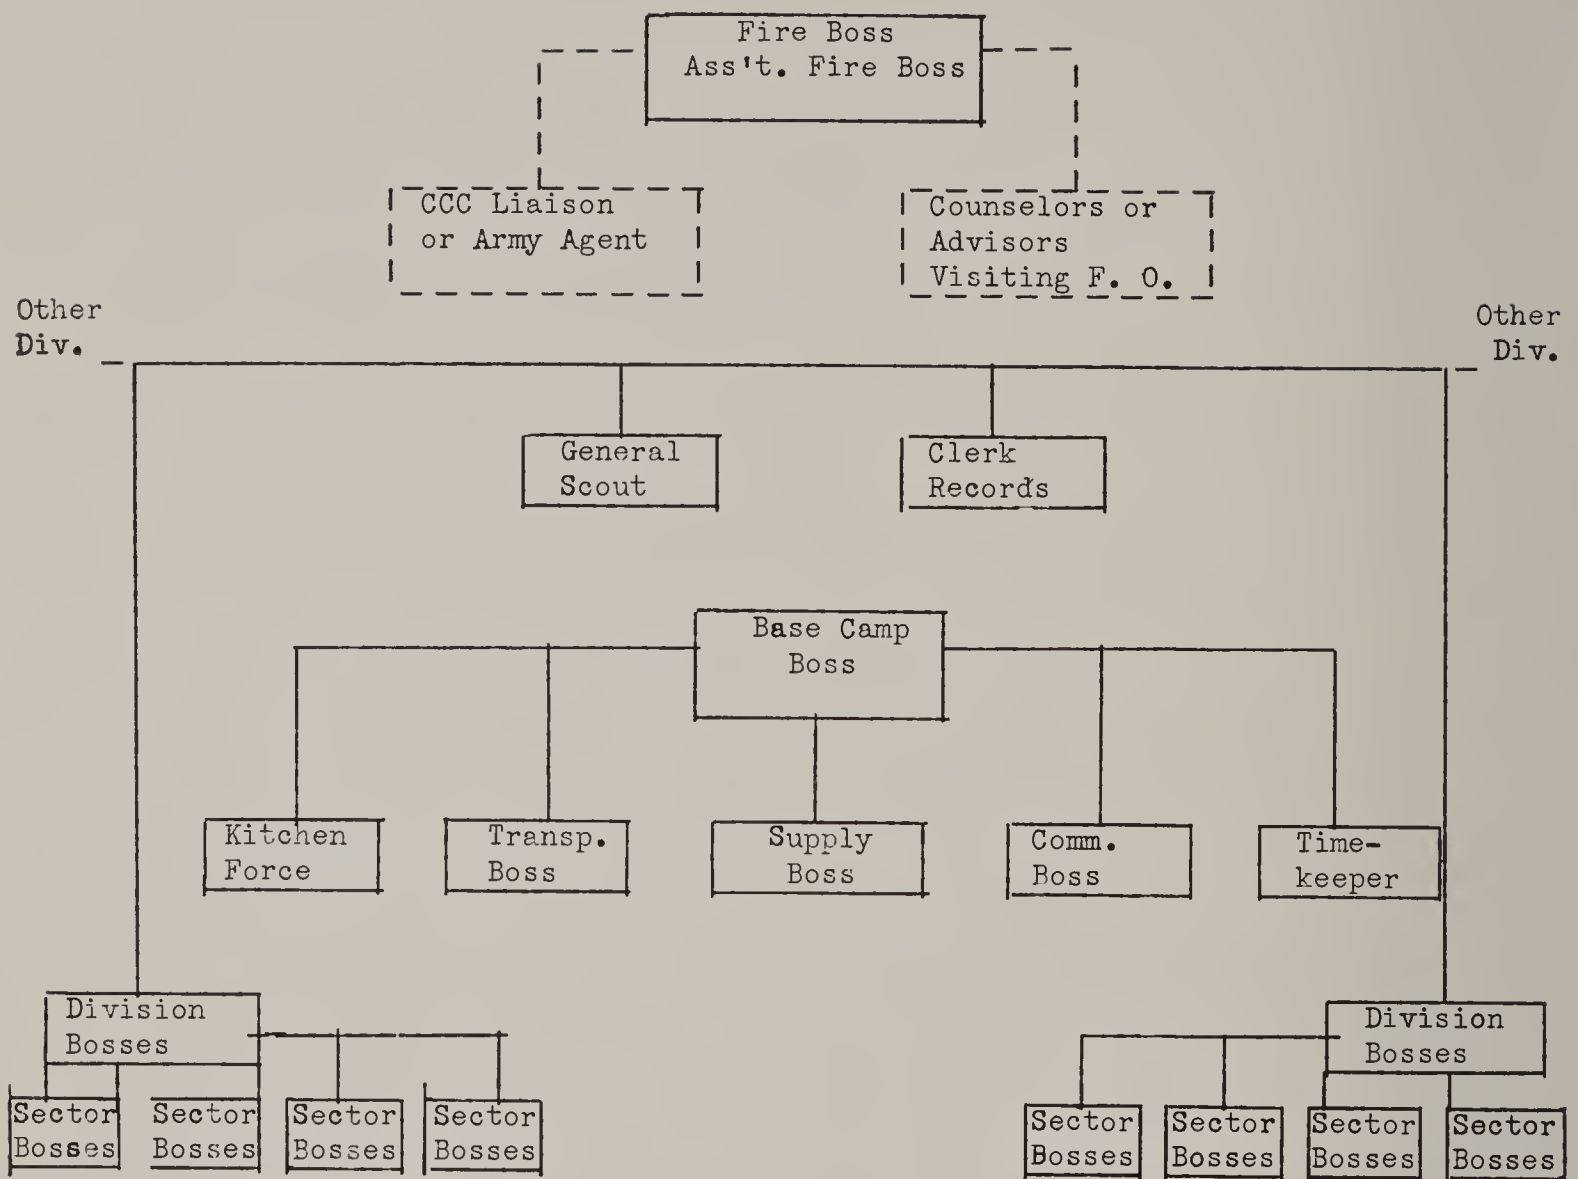 Fire Boss
Ass't. Fire Boss
CCC Liaison
or Army Agent
Counselors or
Advisors
Visiting F. O.
Other
Div.
Other
Div.
General
Scout
Clerk
Records
Base Camp
Boss
Kitchen
Force
Transp.
Boss
Supply
Boss
Comm.
Boss
Time-
keeper
Division
Bosses
Division
Bosses
Sector
Bosses
Sector
Bosses
Sector
Bosses
Sector
Bosses
Sector
Bosses
Sector
Bosses
Sector
Bosses
Sector
Bosses